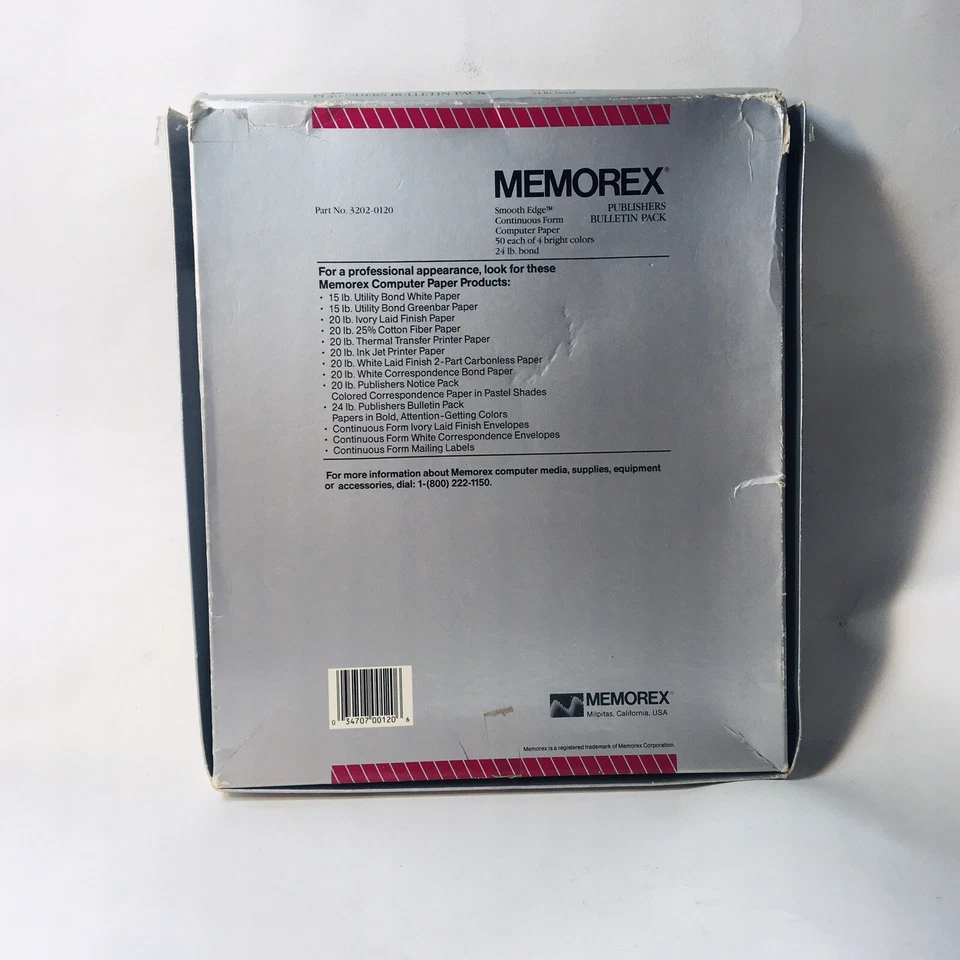 PUBLISHERS BULLETIN PACK
MEMOREX®
Part No. 3202-0120
Smooth Edge™
Continuous Form
Computer Paper
50 each of 4 bright colors
24 lb. bond
PUBLISHERS
BULLETIN PACK
For a professional appearance, look for these
Memorex Computer Paper Products:
• 15 lb. Utility Bond White Paper
• 15 lb. Utility Bond Greenbar Paper
• 20 lb. Ivory Laid Finish Paper
• 20 lb. 25% Cotton Fiber Paper
• 20 lb. Thermal Transfer Printer Paper
• 20 lb. Ink Jet Printer Paper
• 20 lb. White Laid Finish 2-Part Carbonless Paper
• 20 lb. White Correspondence Bond Paper
• 20 lb. Publishers Notice Pack
Colored Correspondence Paper in Pastel Shades
• 24 lb. Publishers Bulletin Pack
Papers in Bold, Attention-Getting Colors
• Continuous Form Ivory Laid Finish Envelopes
• Continuous Form White Correspondence Envelopes
• Continuous Form Mailing Labels
For more information about Memorex computer media, supplies, equipment
or accessories, dial: 1-(800) 222-1150.
0 34707 00120 6
MEMOREX®
Milpitas, California, USA
Memorex is a registered trademark of Memorex Corporation.